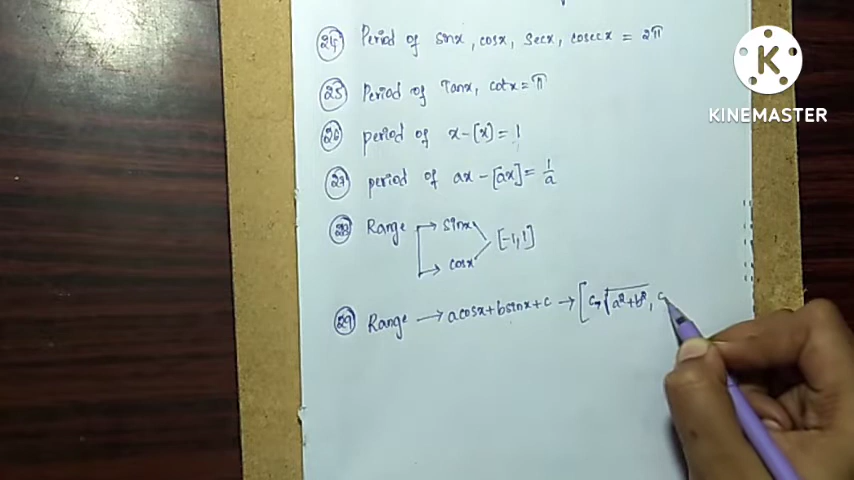 24 Period of sinx, cosx, secx, cosecx = 2π
K
KINEMASTER
25 Period of Tanx, cotx = π
26 period of x-[x] = 1
27 period of ax-[ax] = 1/a
28 Range → sinx
→ cosx
[-1, 1]
29 Range → acosx+bsinx+c → [c-√a²+b², c